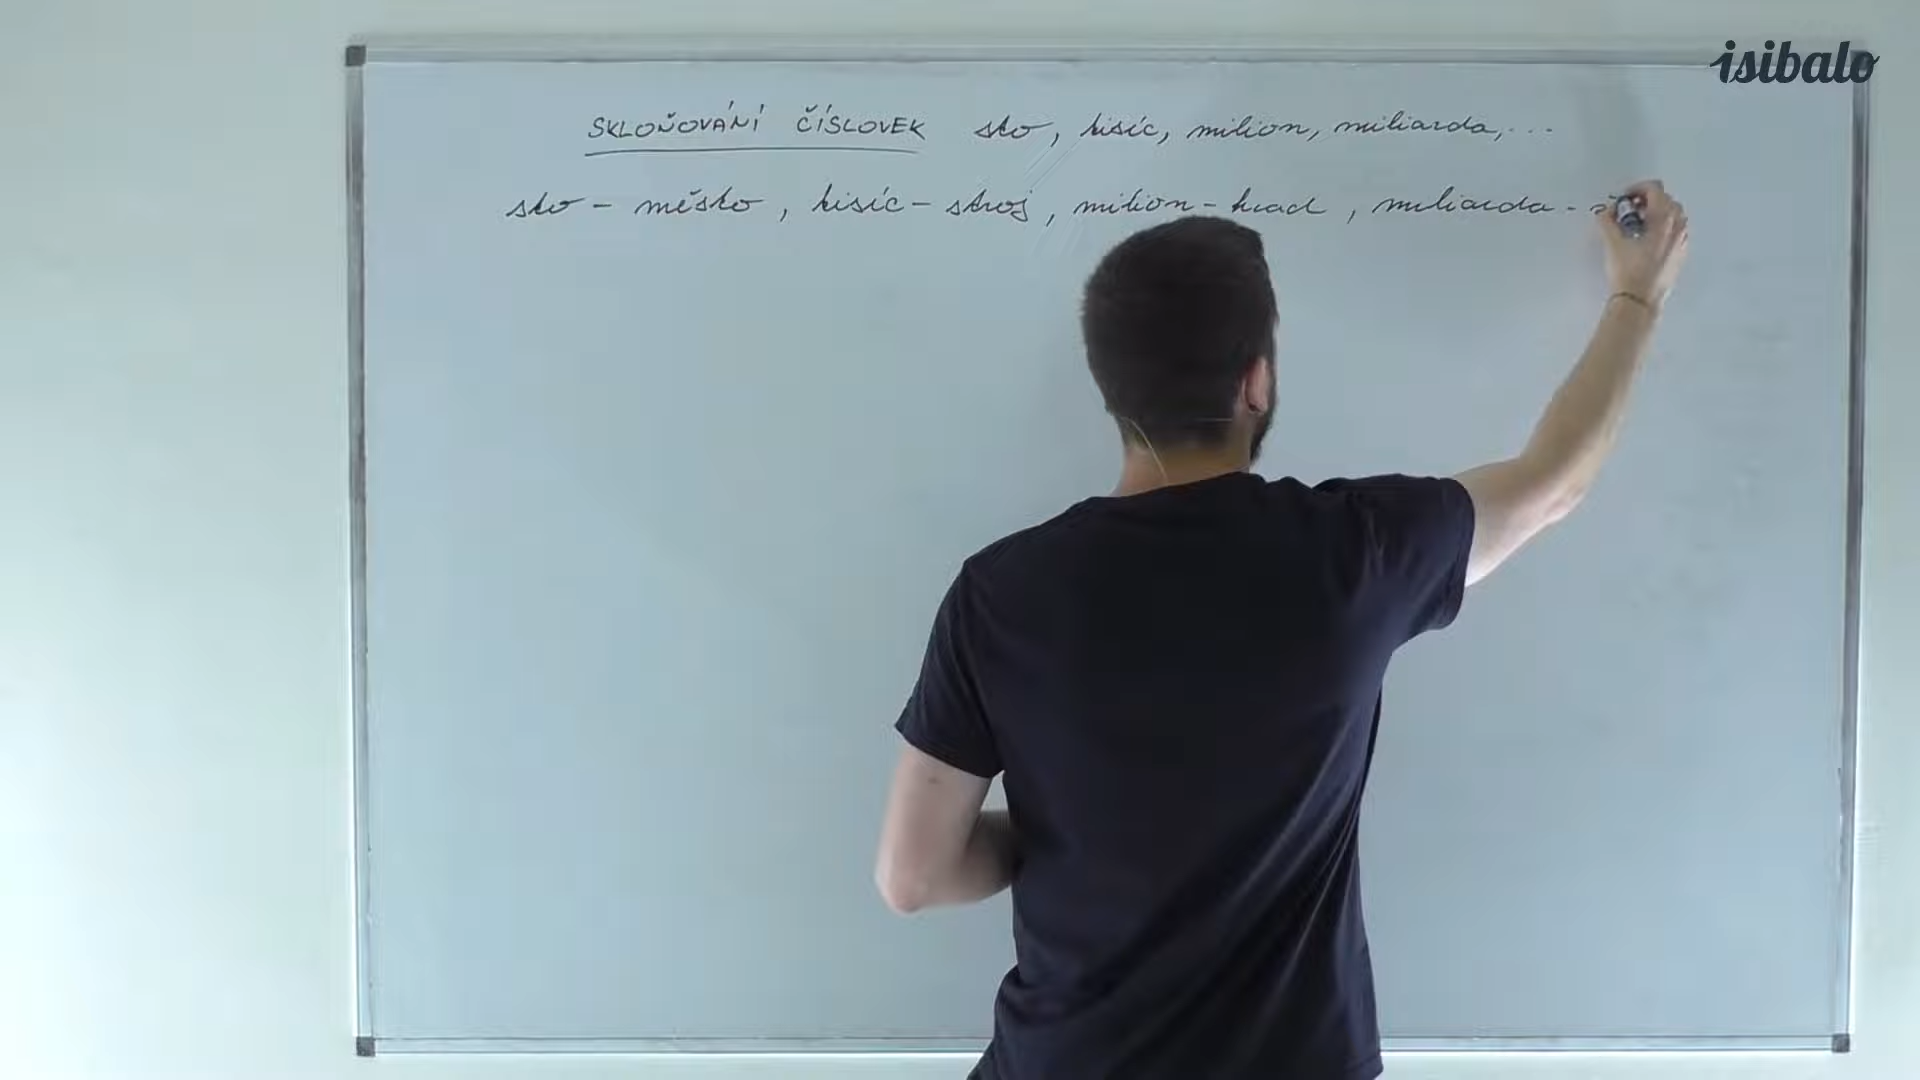 isibalo
SKLOŇOVÁNÍ ČÍSLOVEK sto, tisíc, milion, miliarda,...
sto - město, tisíc - stroj, milion - hrad, miliarda -